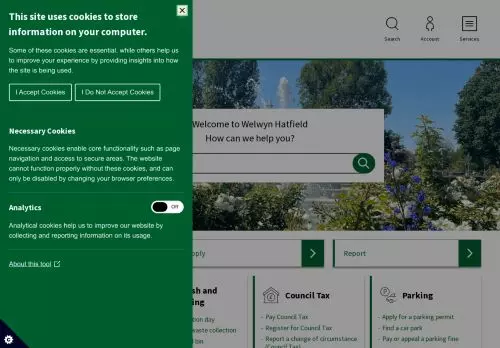 This site uses cookies to store
information on your computer.
Some of these cookies are essential, while others help us
to improve your experience by providing insights into how
the site is being used.
I Accept Cookies
I Do Not Accept Cookies
Necessary Cookies
Necessary cookies enable core functionality such as page
navigation and access to secure areas. The website
cannot function properly without these cookies, and can
only be disabled by changing your browser preferences.
Analytics
Off
Analytical cookies help us to improve our website by
collecting and reporting information on its usage.
About this tool
Search
Account
Services
Welcome to Welwyn Hatfield
How can we help you?
Report
Council Tax
Pay Council Tax
Register for Council Tax
Report a change of circumstance
(Council Tax)
Parking
Apply for a parking permit
Find a car park
Pay or appeal a parking fine
and
tion day
waste collection
bin